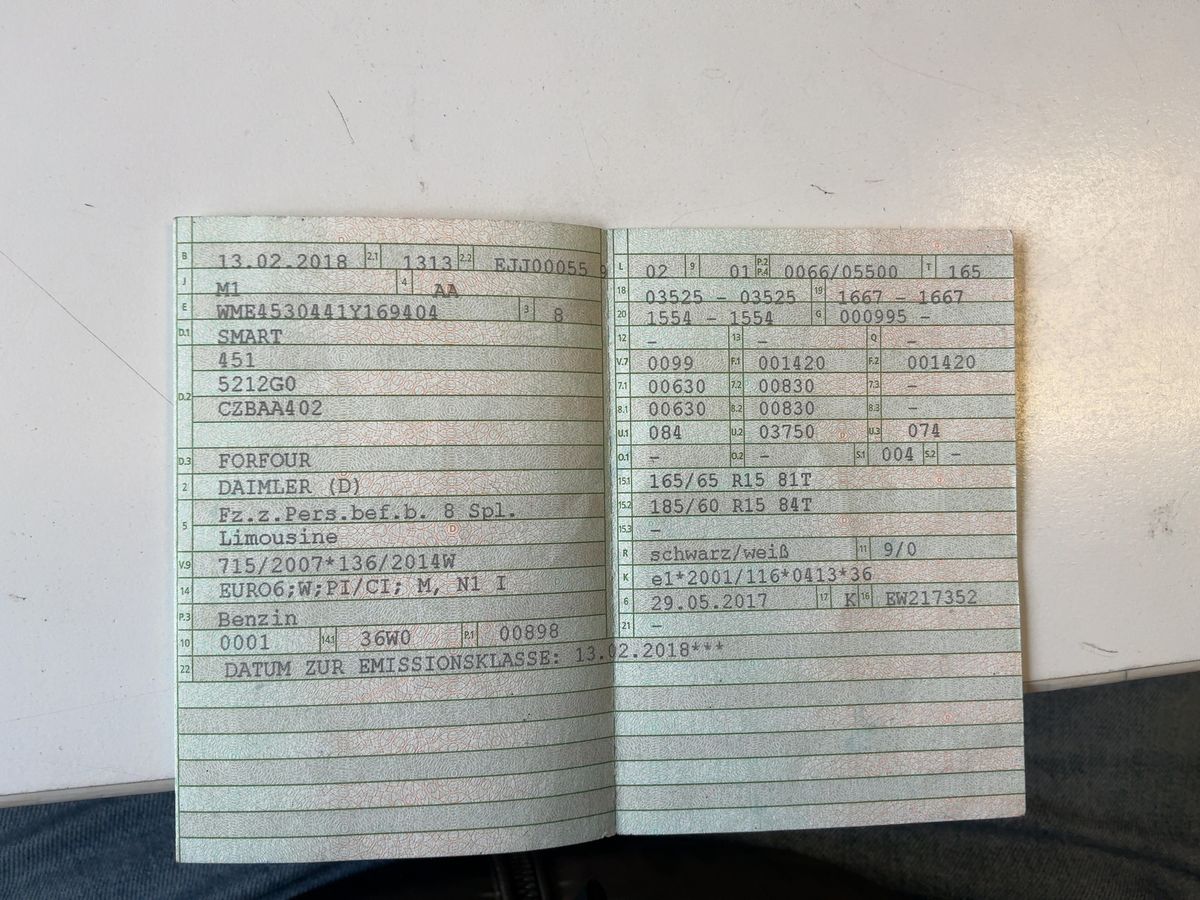 B 13.02.2018 2.1 1313 2.2 EJJ00055 9
J M1 4 AA
E WME4530441Y169404 3 8
D.1 SMART
451
D.2 5212G0
CZBAA402
D.3 FORFOUR
2 DAIMLER (D)
5 Fz.z.Pers.bef.b. 8 Spl.
Limousine
V.9 715/2007*136/2014W
14 EURO6;W;PI/CI; M, N1 I
P.3 Benzin
10 0001 14.1 36W0 P.1 00898
22 DATUM ZUR EMISSIONSKLASSE: 13.02.2018***
L 02 9 01 P.2 P.4 0066/05500 T 165
18 03525 - 03525 19 1667 - 1667
20 1554 - 1554 G 000995 -
12 - 13 - Q -
V.7 0099 F.1 001420 F.2 001420
7.1 00630 7.2 00830 7.3 -
8.1 00630 8.2 00830 8.3 -
U.1 084 U.2 03750 U.3 074
O.1 - O.2 - S.1 004 S.2 -
15.1 165/65 R15 81T
15.2 185/60 R15 84T
15.3 -
R schwarz/weiß 11 9/0
K e1*2001/116*0413*36
6 29.05.2017 17 K 16 EW217352
21 -